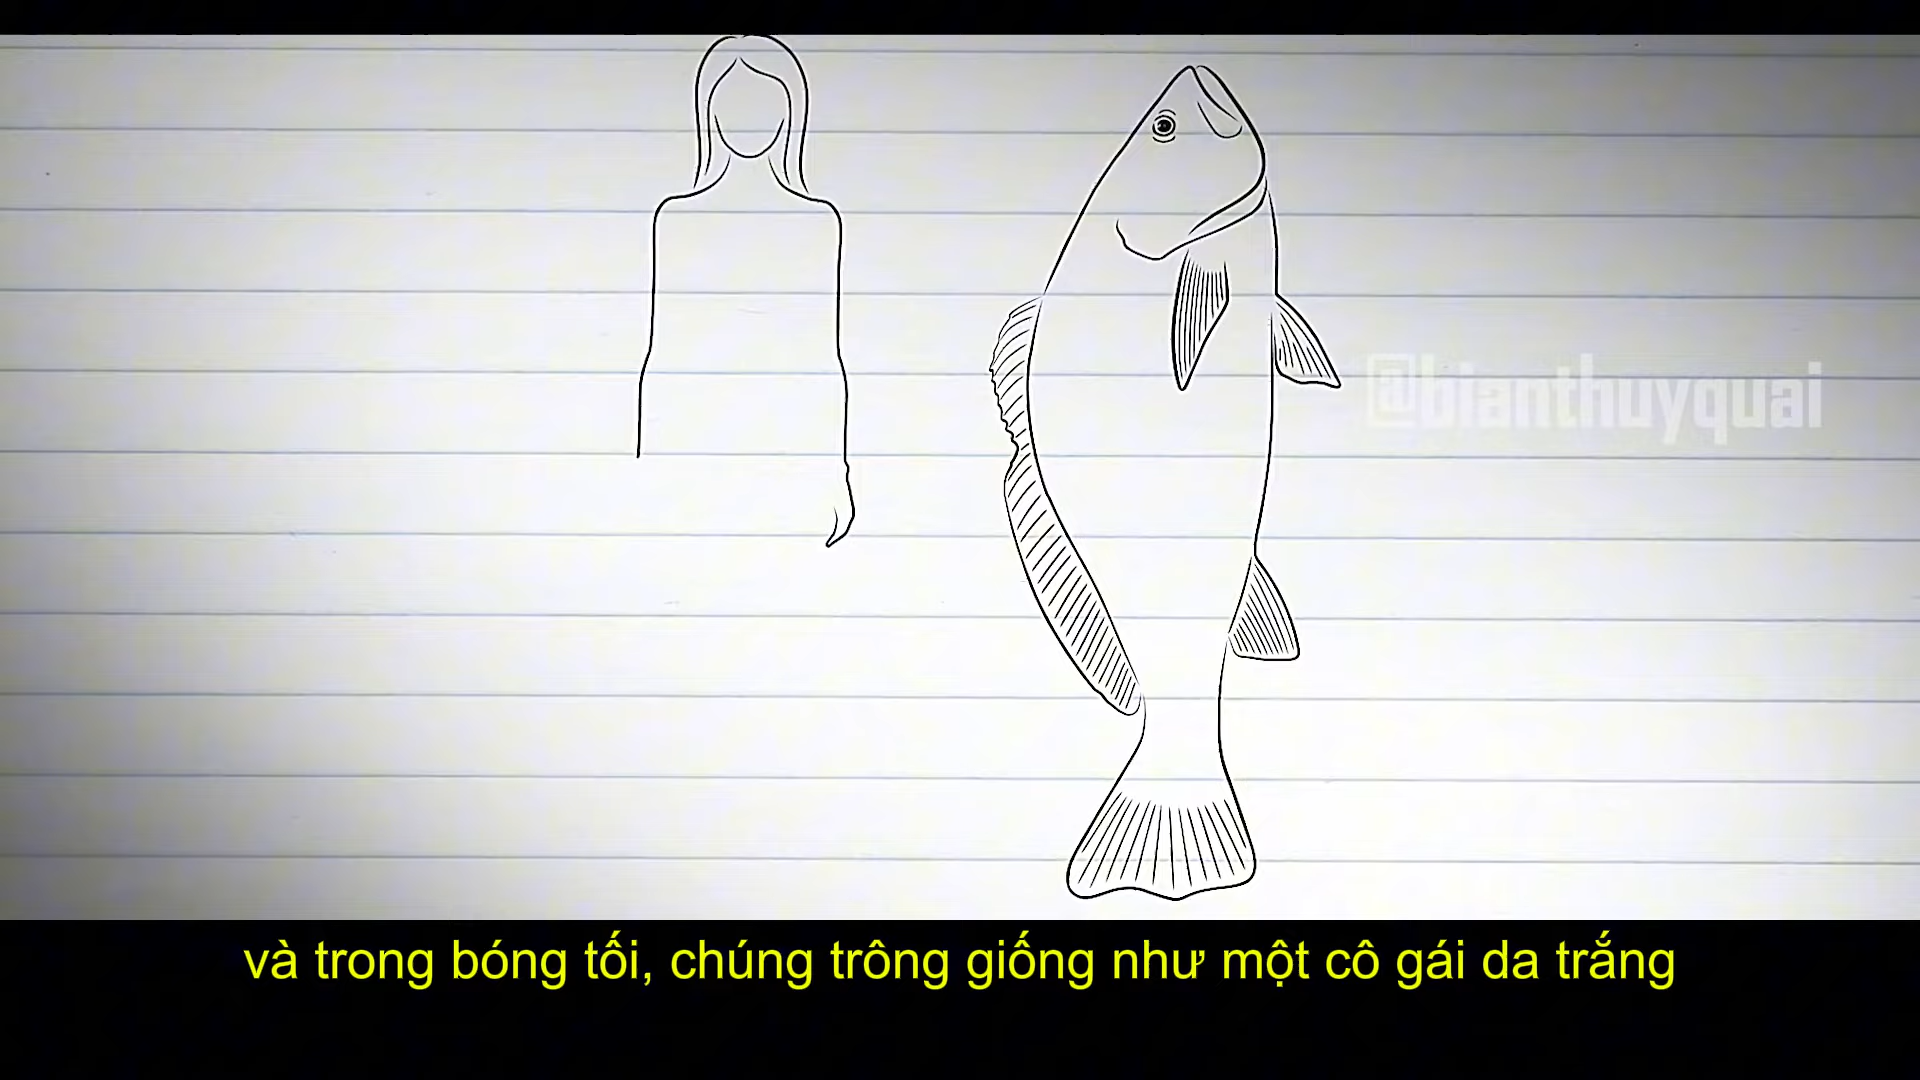 @bianthuyquai
và trong bóng tối, chúng trông giống như một cô gái da trắng